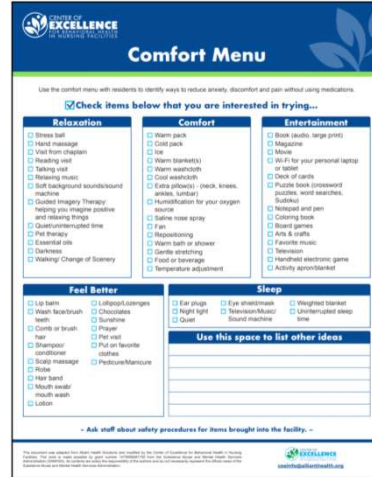 CENTER OF
EXCELLENCE
FOR BEHAVIORAL HEALTH
IN NURSING FACILITIES
Comfort Menu
Use the comfort menu with residents to identify ways to reduce anxiety, discomfort and pain without using medications.
Check items below that you are interested in trying...
Relaxation
Stress ball
Hand massage
Visit from chaplain
Reading visit
Talking visit
Relaxing music
Soft background sounds/sound
machine
Guided Imagery Therapy:
helping you imagine positive
and relaxing things
Quiet/uninterrupted time
Pet therapy
Essential oils
Darkness
Walking/ Change of Scenery
Comfort
Warm pack
Cold pack
Ice
Warm blanket(s)
Warm washcloth
Cool washcloth
Extra pillow(s) - (neck, knees,
ankles, lumbar)
Humidification for your oxygen
source
Saline nose spray
Fan
Repositioning
Warm bath or shower
Gentle stretching
Food or beverage
Temperature adjustment
Entertainment
Book (audio, large print)
Magazine
Movie
Wi-Fi for your personal laptop
or tablet
Deck of cards
Puzzle book (crossword
puzzles, word searches,
Sudoku)
Notepad and pen
Coloring book
Board games
Arts & crafts
Favorite music
Television
Handheld electronic game
Activity apron/blanket
Feel Better
Lip balm
Wash face/brush
teeth
Comb or brush
hair
Shampoo/
conditioner
Scalp massage
Robe
Hair band
Mouth swab/
mouth wash
Lotion
Lollipop/Lozenges
Chocolates
Sunshine
Prayer
Pet visit
Put on favorite
clothes
Pedicure/Manicure
Sleep
Ear plugs
Night light
Quiet
Eye shield/mask
Television/Music/
Sound machine
Weighted blanket
Uninterrupted sleep
time
Use this space to list other ideas
~ Ask staff about safety procedures for items brought into the facility. ~
CENTER OF
EXCELLENCE
coeinfo@allianthealth.org